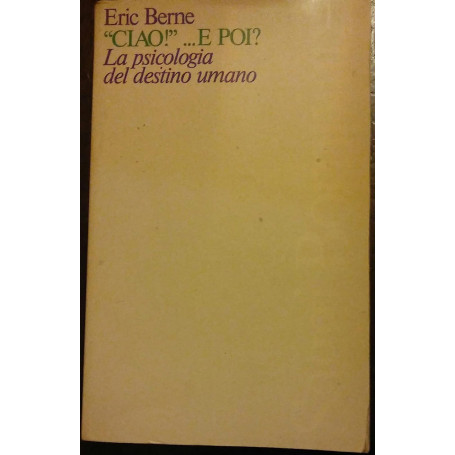 Eric Berne
“CIAO!” ...E POI?
La psicologia
del destino umano